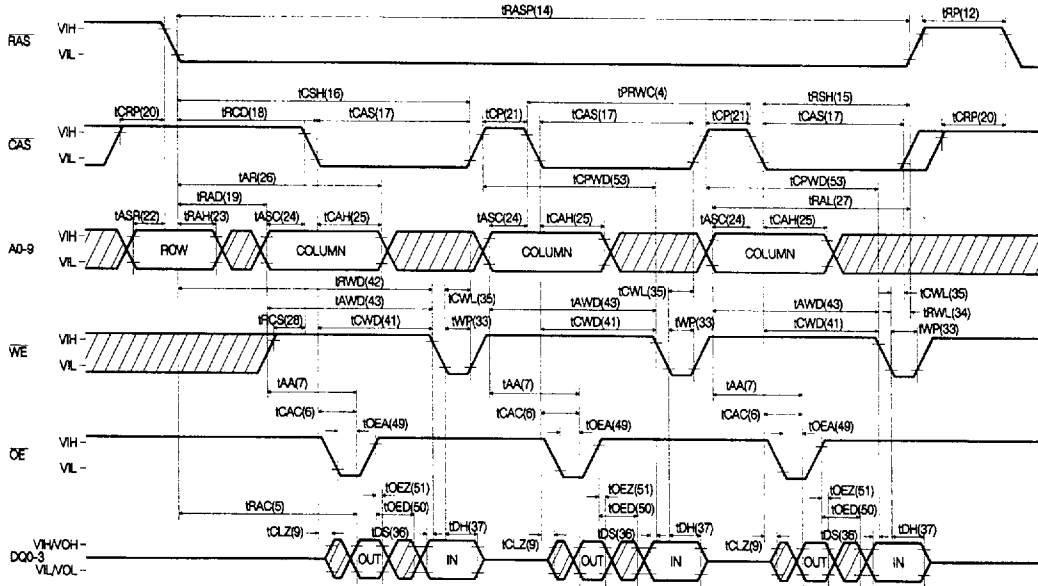 tRASP(14) tRP(12)
RAS VIH
VIL
tCSH(16) tPRWC(4) tRSH(15)
tCRP(20) tRCD(18) tCAS(17) tCP(21) tCAS(17) tCP(21) tCAS(17) tCRP(20)
CAS VIH
VIL
tAR(26) tCPWD(53) tCPWD(53)
tRAD(19) tRAL(27)
tASR(22) tRAH(23) tASC(24) tCAH(25) tASC(24) tCAH(25) tASC(24) tCAH(25)
A0-9 VIH
VIL
ROW COLUMN COLUMN COLUMN
tRWD(42) tCWL(35) tCWL(35) tCWL(35)
tAWD(43) tAWD(43) tAWD(43) tRWL(34)
tRCS(28) tCWD(41) tWP(33) tCWD(41) tWP(33) tCWD(41) tWP(33)
WE VIH
VIL
tAA(7) tAA(7) tAA(7)
tCAC(6) tCAC(6) tCAC(6)
tOEA(49) tOEA(49) tOEA(49)
OE VIH
VIL
tOEZ(51) tOEZ(51) tOEZ(51)
tRAC(5) tOED(50) tOED(50) tOED(50)
tCLZ(9) tDS(36) tDH(37) tCLZ(9) tDS(36) tDH(37) tCLZ(9) tDS(36) tDH(37)
VIH/VOH
DQ0-3 OUT IN OUT IN OUT IN
VIL/VOL